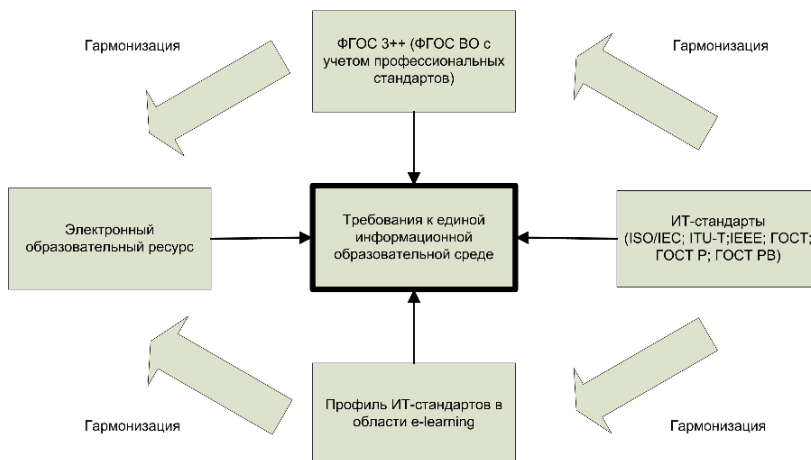 Гармонизация
ФГОС 3++ (ФГОС ВО с
учетом профессиональных
стандартов)
Гармонизация
Электронный
образовательный ресурс
Требования к единой
информационной
образовательной среде
ИТ-стандарты
(ISO/IEC; ITU-T;IEEE; ГОСТ;
ГОСТ Р; ГОСТ РВ)
Гармонизация
Профиль ИТ-стандартов в
области e-learning
Гармонизация